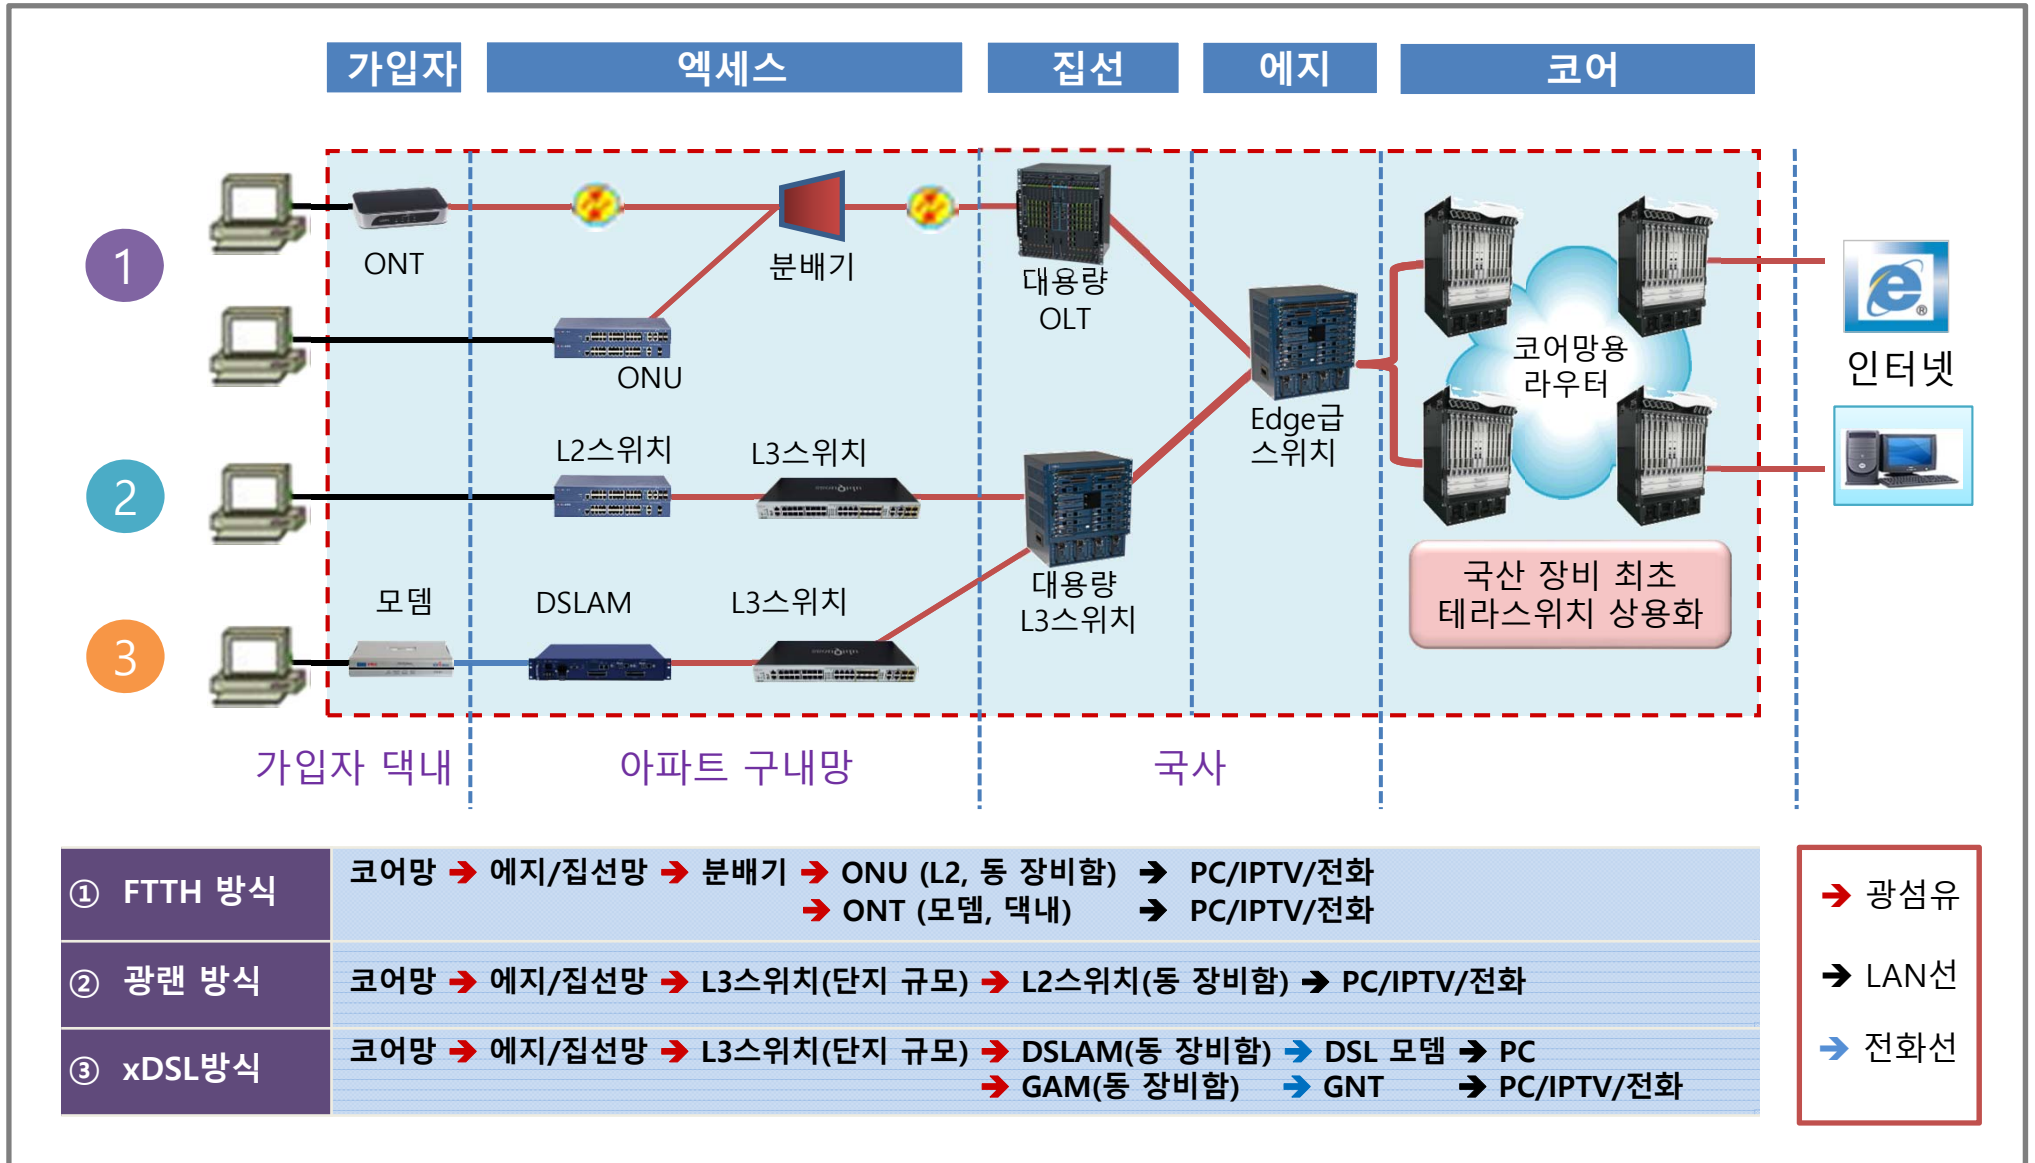 가입자
엑세스
집선
에지
코어
1
ONT
분배기
대용량
OLT
ONU
코어망용
라우터
인터넷
Edge급
스위치
2
L2스위치
L3스위치
대용량
L3스위치
국산 장비 최초
테라스위치 상용화
3
모뎀
DSLAM
L3스위치
가입자 댁내
아파트 구내망
국사
① FTTH 방식
코어망 ➔ 에지/집선망 ➔ 분배기 ➔ ONU (L2, 동 장비함) ➔ PC/IPTV/전화
➔ ONT (모뎀, 댁내) ➔ PC/IPTV/전화
② 광랜 방식
코어망 ➔ 에지/집선망 ➔ L3스위치(단지 규모) ➔ L2스위치(동 장비함) ➔ PC/IPTV/전화
③ xDSL방식
코어망 ➔ 에지/집선망 ➔ L3스위치(단지 규모) ➔ DSLAM(동 장비함) ➔ DSL 모뎀 ➔ PC
➔ GAM(동 장비함) ➔ GNT ➔ PC/IPTV/전화
➔ 광섬유
➔ LAN선
➔ 전화선